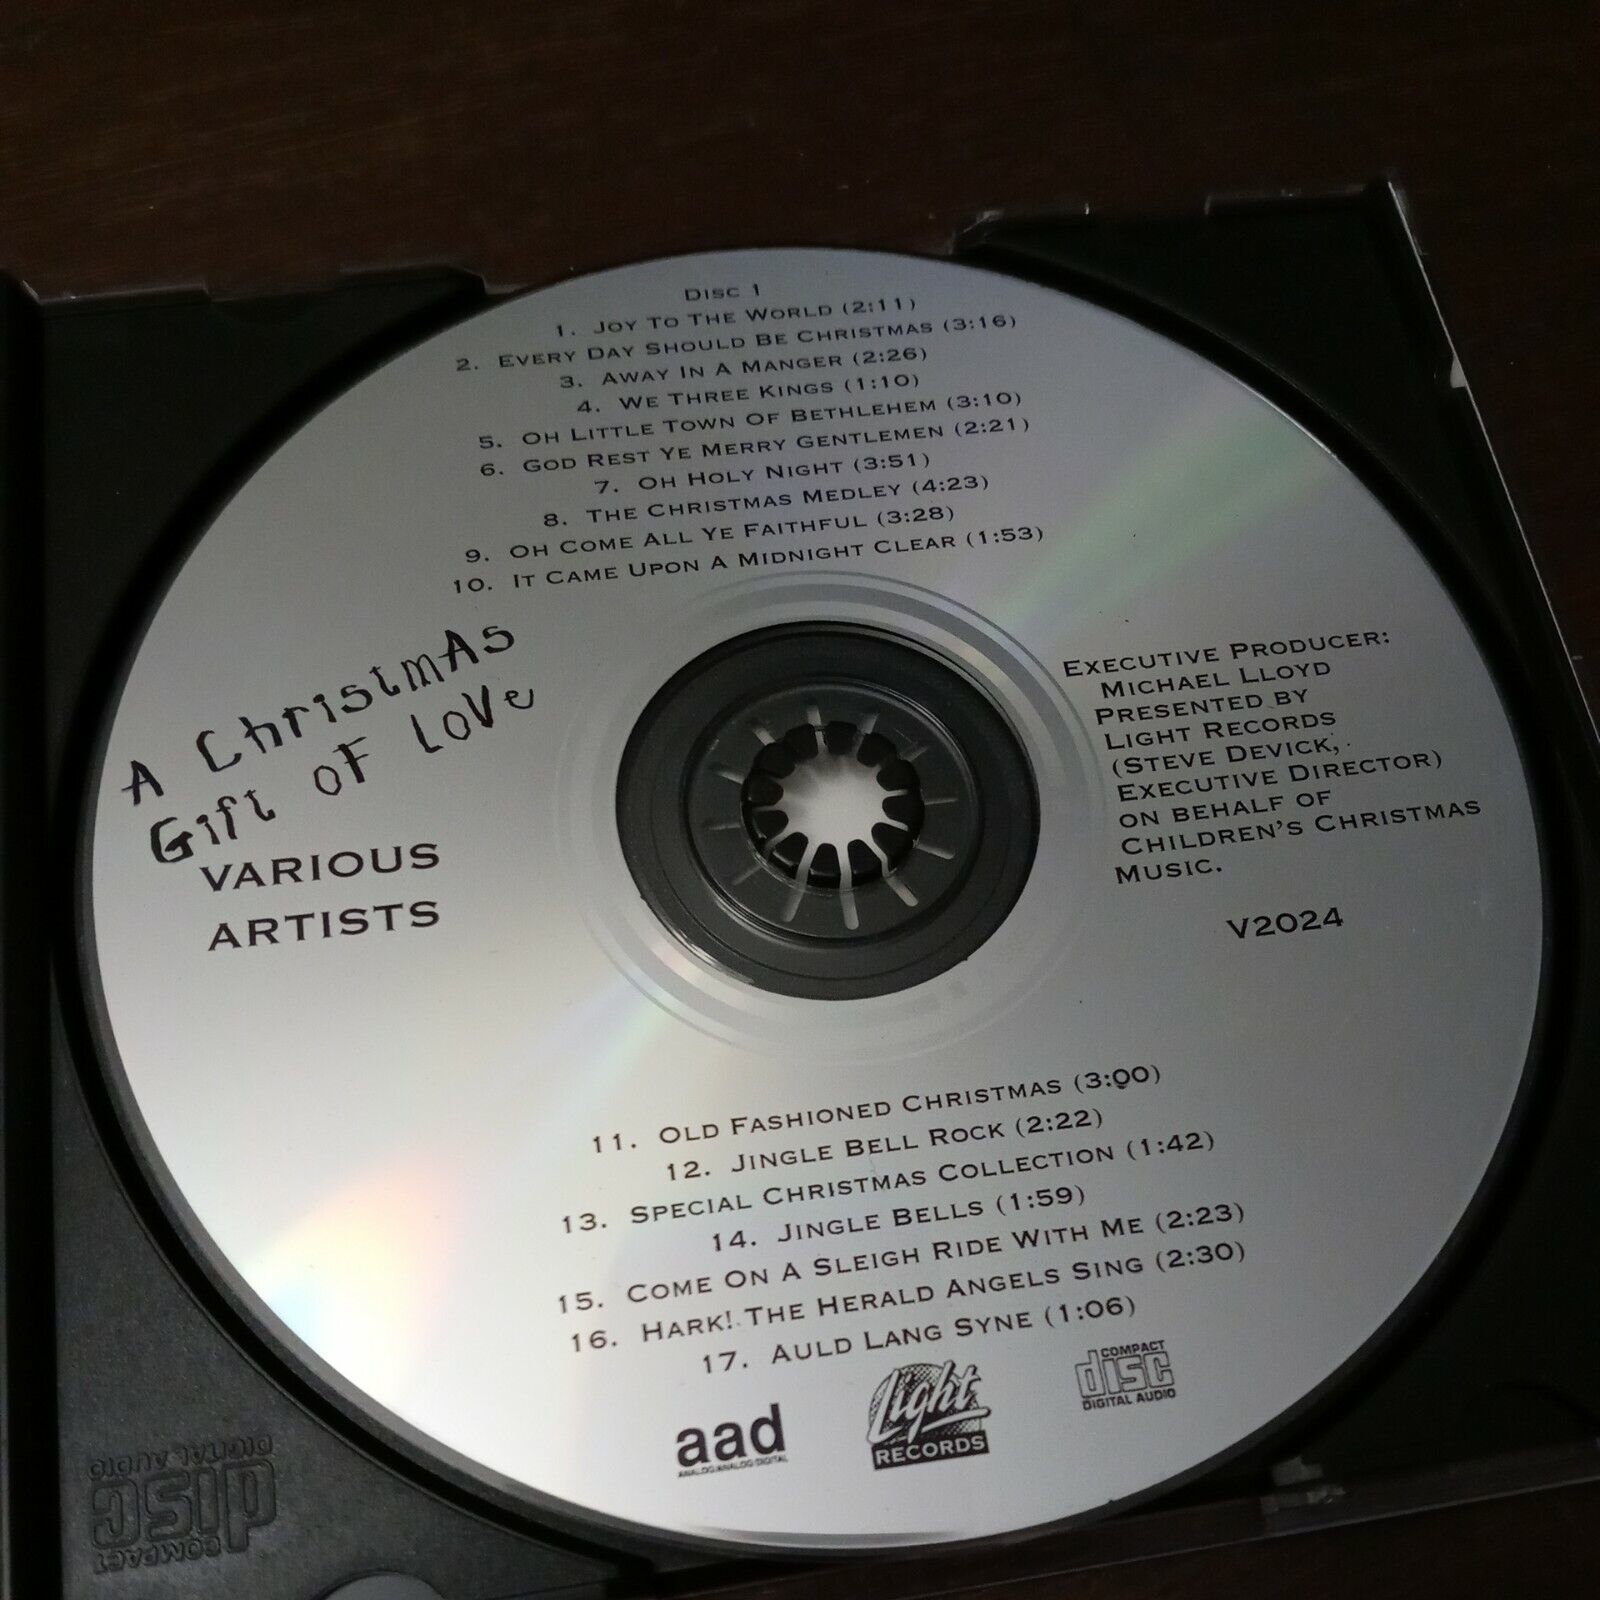 Disc 1
1. Joy To The World (2:11)
2. Every Day Should Be Christmas (3:16)
3. Away In A Manger (2:26)
4. We Three Kings (1:10)
5. Oh Little Town Of Bethlehem (3:10)
6. God Rest Ye Merry Gentlemen (2:21)
7. Oh Holy Night (3:51)
8. The Christmas Medley (4:23)
9. Oh Come All Ye Faithful (3:28)
10. It Came Upon A Midnight Clear (1:53)
A Christmas
Gift of Love
VARIOUS
ARTISTS
Executive Producer:
Michael Lloyd
Presented by
Light Records
(Steve Devick,
Executive Director)
on behalf of
Children's Christmas
Music.
V2024
11. Old Fashioned Christmas (3:00)
12. Jingle Bell Rock (2:22)
13. Special Christmas Collection (1:42)
14. Jingle Bells (1:59)
15. Come On A Sleigh Ride With Me (2:23)
16. Hark! The Herald Angels Sing (2:30)
17. Auld Lang Syne (1:06)
aad
ANALOG/ANALOG/DIGITAL
Light
RECORDS
COMPACT
disc
DIGITAL AUDIO
COMPACT
disc
DIGITAL AUDIO